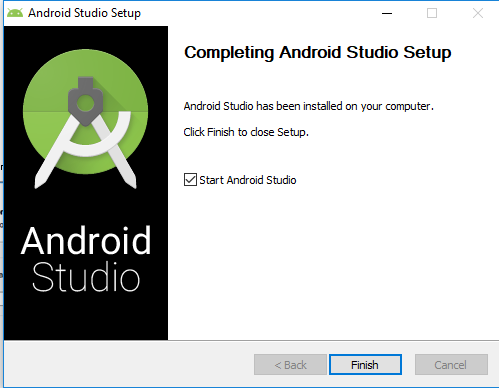 Android Studio Setup
Completing Android Studio Setup
Android Studio has been installed on your computer.
Click Finish to close Setup.
Start Android Studio
Android
Studio
< Back
Finish
Cancel